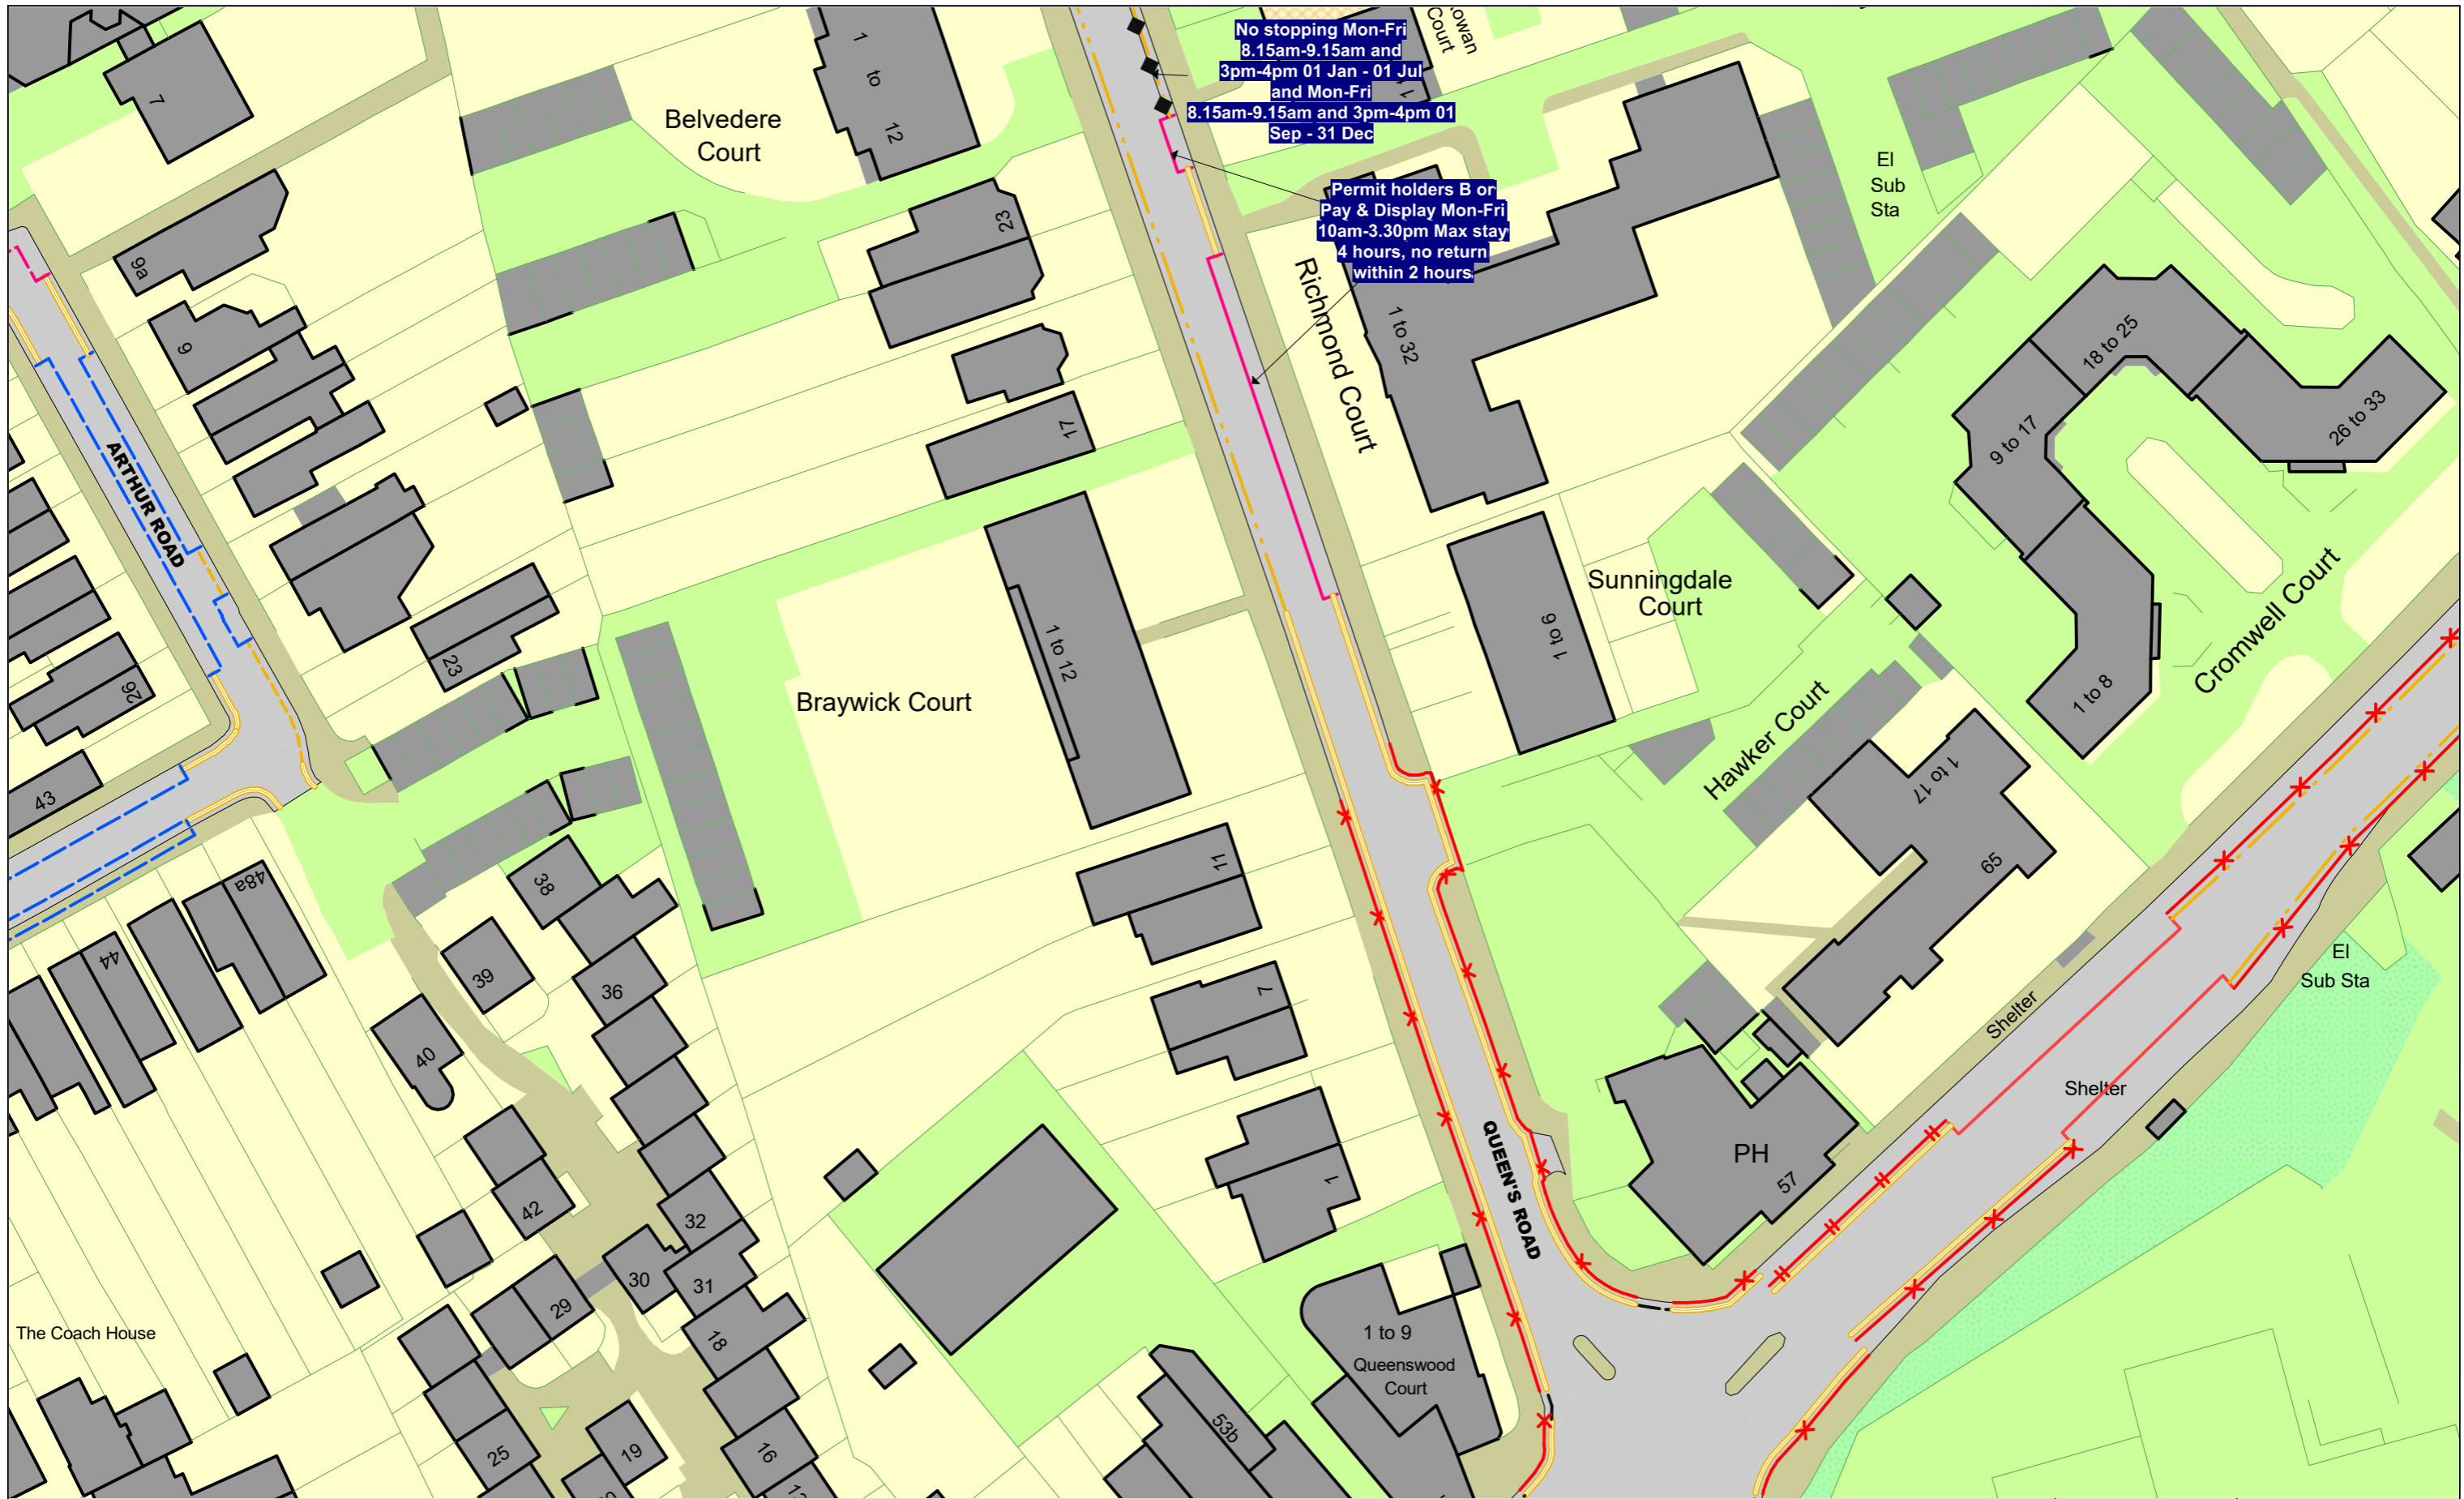 No stopping Mon-Fri
8.15am-9.15am and
3pm-4pm 01 Jan - 01 Jul
and Mon-Fri
8.15am-9.15am and 3pm-4pm 01
Sep - 31 Dec
Permit holders B or
Pay & Display Mon-Fri
10am-3.30pm Max stay
4 hours, no return
within 2 hours
Court
7
1
to
12
Belvedere
Court
El
Sub
Sta
9a
9
23
17
Richmond Court
1 to 32
18 to 25
9 to 17
26 to 33
1 to 8
Cromwell Court
ARTHUR ROAD
26
43
23
Braywick Court
1 to 12
Sunningdale
Court
1 to 6
Hawker Court
1 to 17
65
El
Sub Sta
Shelter
Shelter
48a
44
38
39
36
40
42
32
30
31
29
18
25
19
16
11
7
1
QUEEN'S ROAD
PH
57
The Coach House
1 to 9
Queenswood
Court
53b